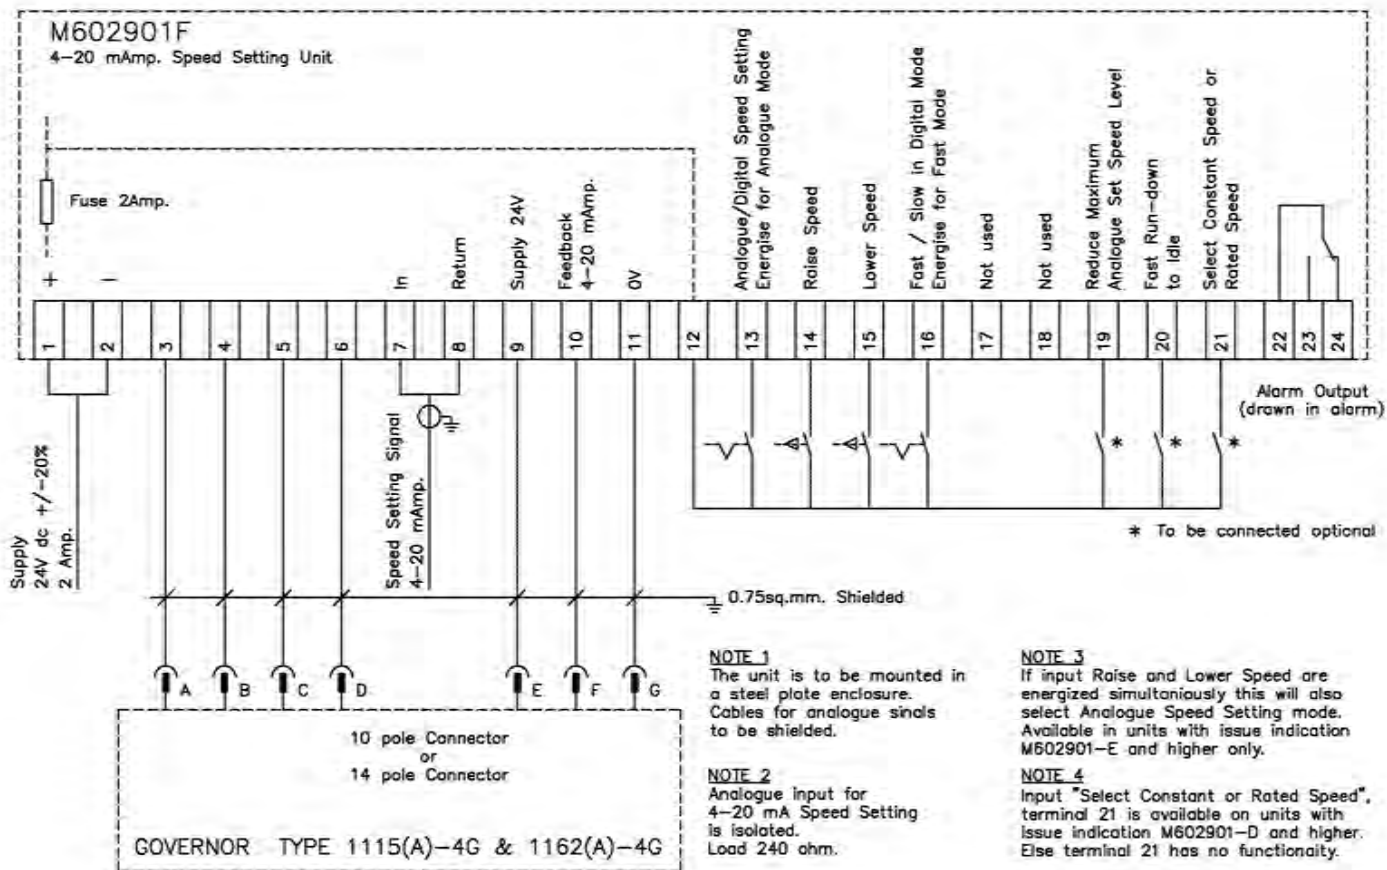 M602901F
4-20 mAmp. Speed Setting Unit
Fuse 2Amp.
+
-
In
Return
Supply 24V
Feedback
4-20 mAmp.
0V
Analogue/Digital Speed Setting
Energise for Analogue Mode
Raise Speed
Lower Speed
Fast / Slow in Digital Mode
Energise for Fast Mode
Not used
Not used
Reduce Maximum
Analogue Set Speed Level
Fast Run-down
to Idle
Select Constant Speed or
Rated Speed
1 2 3 4 5 6 7 8 9 10 11 12 13 14 15 16 17 18 19 20 21 22 23 24
Alarm Output
(drawn in alarm)
Supply
24V dc +/-20%
2 Amp.
Speed Setting Signal
4-20 mAmp.
* * *
* To be connected optional
0.75sq.mm. Shielded
A B C D E F G
10 pole Connector
or
14 pole Connector
GOVERNOR TYPE 1115(A)-4G & 1162(A)-4G
NOTE 1
The unit is to be mounted in
a steel plate enclosure.
Cables for analogue sinals
to be shielded.
NOTE 2
Analogue input for
4-20 mA Speed Setting
is isolated.
Load 240 ohm.
NOTE 3
If input Raise and Lower Speed are
energized simultoniously this will also
select Analogue Speed Setting mode.
Available in units with issue indication
M602901-E and higher only.
NOTE 4
Input "Select Constant or Rated Speed",
terminal 21 is available on units with
issue indication M602901-D and higher.
Else terminal 21 has no functionaity.